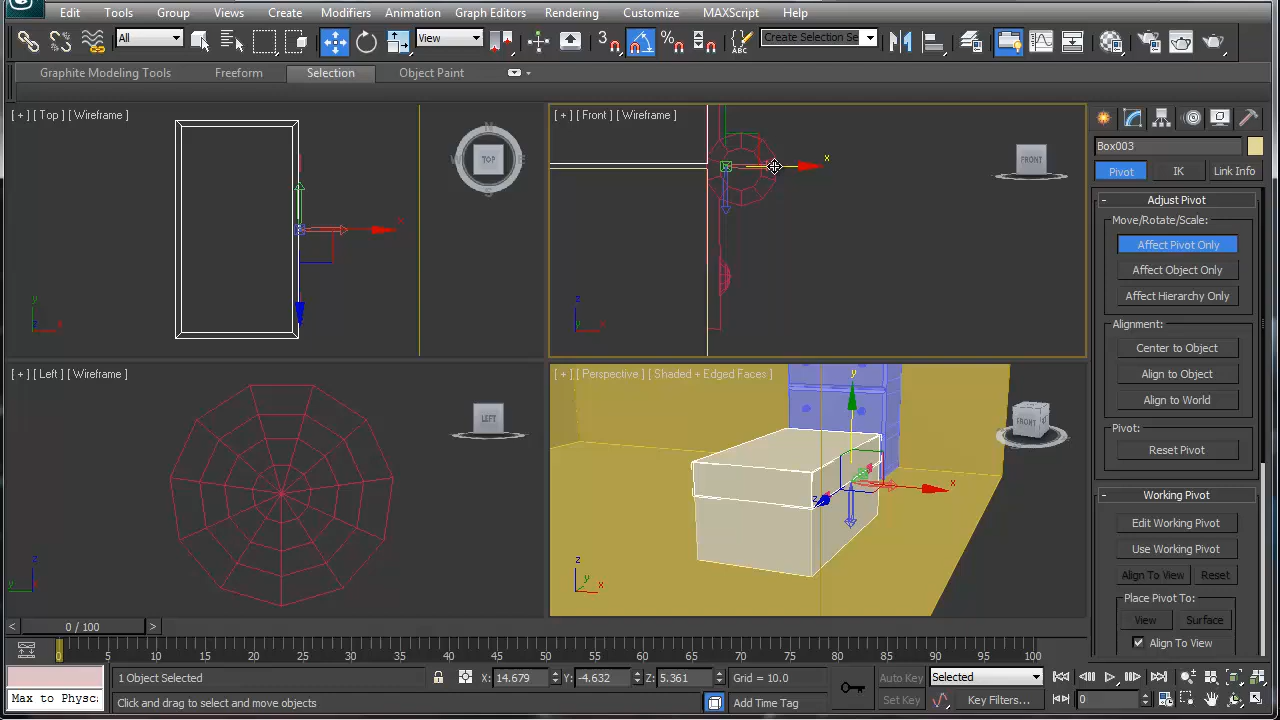 Edit Tools Group Views Create Modifiers Animation Graph Editors Rendering Customize MAXScript Help
All View 3 Create Selection Se
Graphite Modeling Tools Freeform Selection Object Paint
[ + ] [ Top ] [ Wireframe ]
[ + ] [ Front ] [ Wireframe ]
TOP
FRONT
x
z
x
y
x
Box003
Pivot IK Link Info
- Adjust Pivot
Move/Rotate/Scale:
Affect Pivot Only
Affect Object Only
Affect Hierarchy Only
Alignment:
Center to Object
Align to Object
Align to World
Pivot:
Reset Pivot
- Working Pivot
Edit Working Pivot
Use Working Pivot
Align To View Reset
Place Pivot To:
View Surface
Align To View
[ + ] [ Left ] [ Wireframe ]
[ + ] [ Perspective ] [ Shaded + Edged Faces ]
LEFT
FRONT
y
x
z
z
y
z
y
x
< 0 / 100 >
0 5 10 15 20 25 30 35 40 45 50 55 60 65 70 75 80 85 90 95 100
1 Object Selected X: 14.679 Y: -4.632 Z: 5.361 Grid = 10.0 Auto Key Selected
Max to Physc: Click and drag to select and move objects Add Time Tag Set Key Key Filters... 0